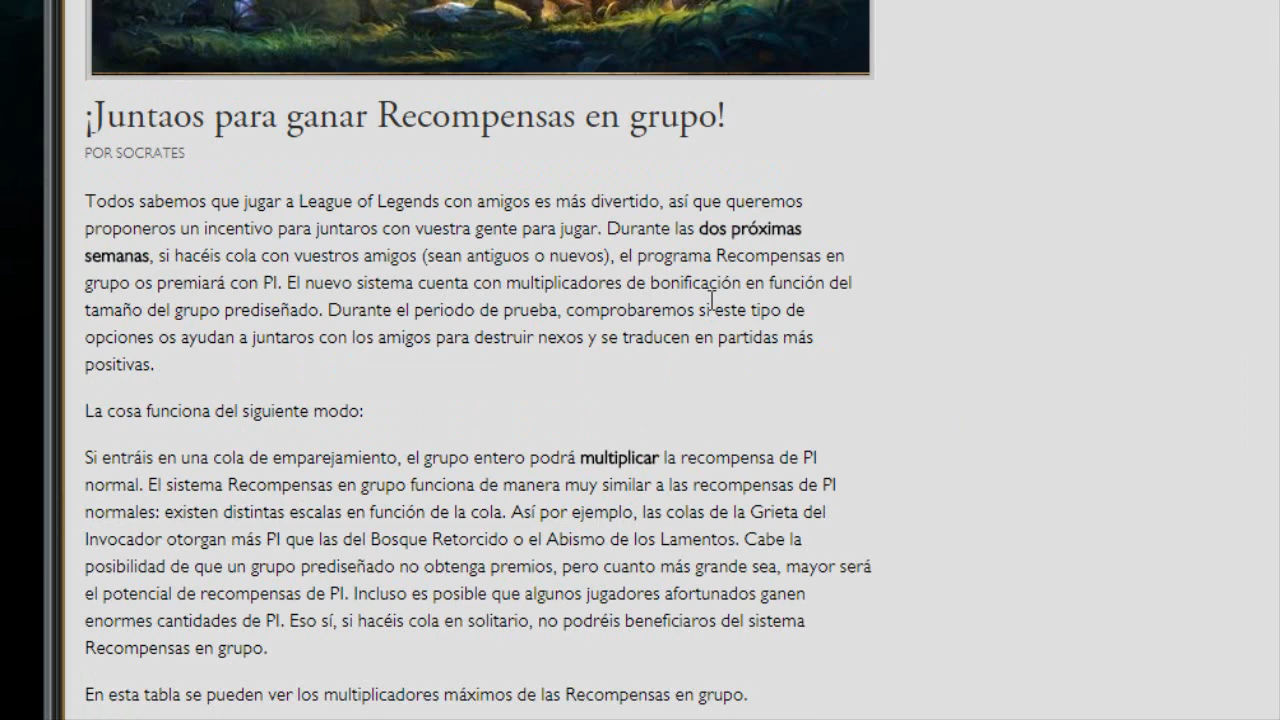 ¡Juntaos para ganar Recompensas en grupo!
POR SOCRATES
Todos sabemos que jugar a League of Legends con amigos es más divertido, así que queremos
proponeros un incentivo para juntaros con vuestra gente para jugar. Durante las dos próximas
semanas, si hacéis cola con vuestros amigos (sean antiguos o nuevos), el programa Recompensas en
grupo os premiará con PI. El nuevo sistema cuenta con multiplicadores de bonificación en función del
tamaño del grupo prediseñado. Durante el periodo de prueba, comprobaremos si este tipo de
opciones os ayudan a juntaros con los amigos para destruir nexos y se traducen en partidas más
positivas.
La cosa funciona del siguiente modo:
Si entráis en una cola de emparejamiento, el grupo entero podrá multiplicar la recompensa de PI
normal. El sistema Recompensas en grupo funciona de manera muy similar a las recompensas de PI
normales: existen distintas escalas en función de la cola. Así por ejemplo, las colas de la Grieta del
Invocador otorgan más PI que las del Bosque Retorcido o el Abismo de los Lamentos. Cabe la
posibilidad de que un grupo prediseñado no obtenga premios, pero cuanto más grande sea, mayor será
el potencial de recompensas de PI. Incluso es posible que algunos jugadores afortunados ganen
enormes cantidades de PI. Eso sí, si hacéis cola en solitario, no podréis beneficiaros del sistema
Recompensas en grupo.
En esta tabla se pueden ver los multiplicadores máximos de las Recompensas en grupo.